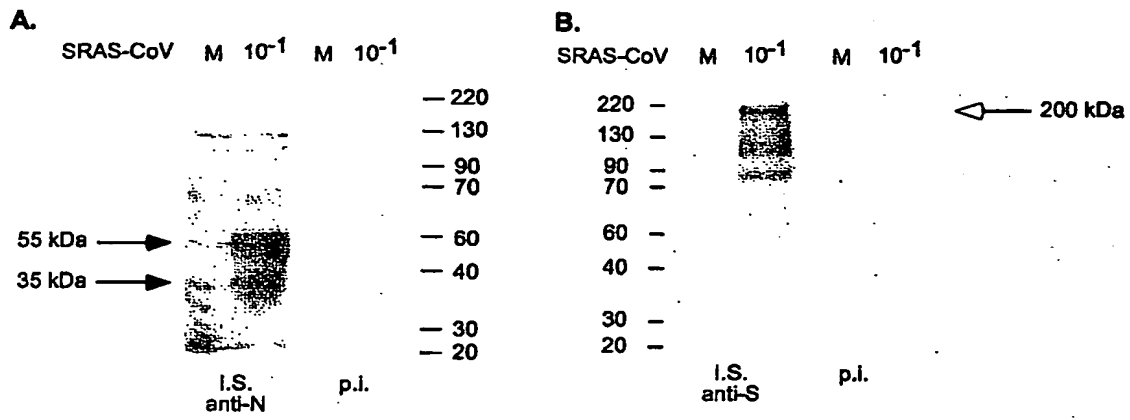 A.
SRAS-CoV M 10⁻¹ M 10⁻¹
220
130
90
70
55 kDa
60
35 kDa
40
30
20
I.S. p.i.
anti-N
B.
SRAS-CoV M 10⁻¹ M 10⁻¹
220
200 kDa
130
90
70
60
40
30
20
I.S. p.i.
anti-S